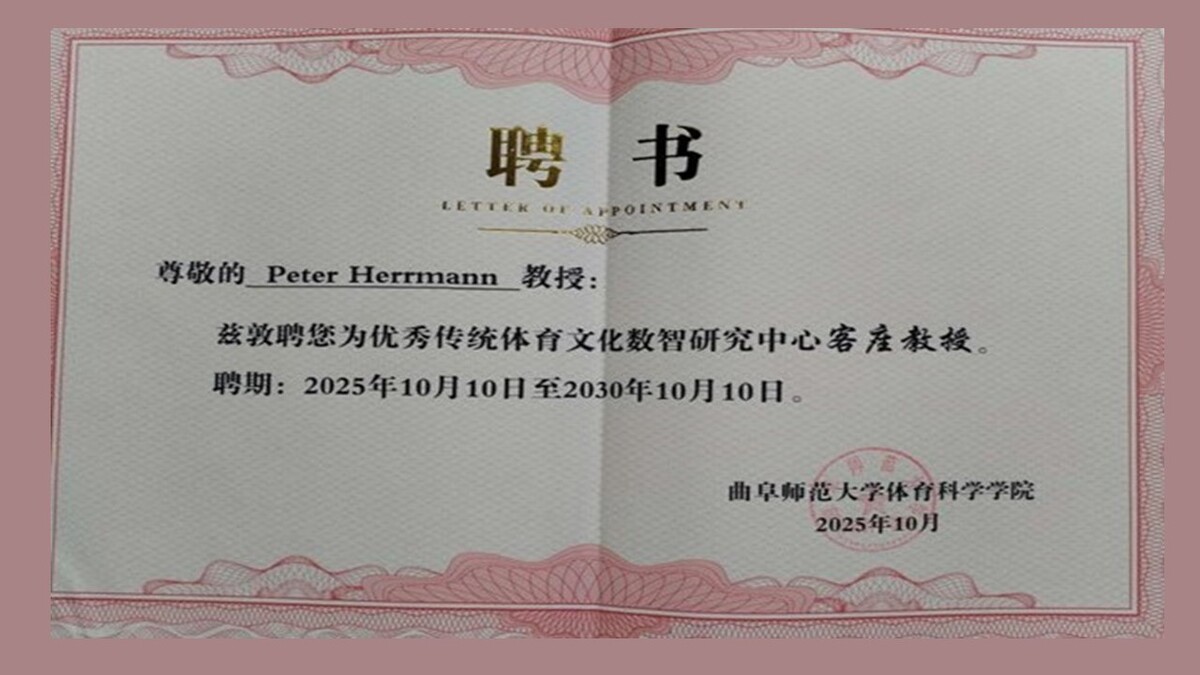 聘书
LETTER OF APPOINTMENT
尊敬的 Peter Herrmann 教授：
兹敦聘您为优秀传统体育文化数智研究中心客座教授。
聘期：2025年10月10日至2030年10月10日。
曲阜师范大学体育科学学院
2025年10月